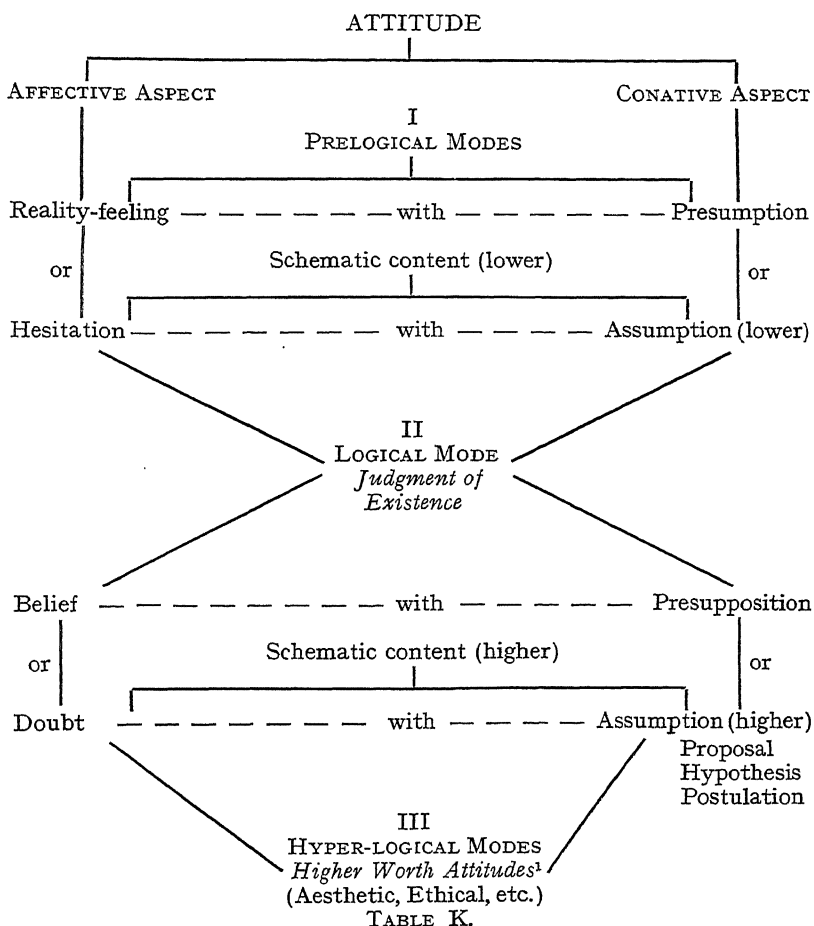 ATTITUDE
AFFECTIVE ASPECT CONATIVE ASPECT
I
PRELOGICAL MODES
Reality-feeling — — — — — — —with — — — — — — Presumption
or Schematic content (lower) or
Hesitation — — — — — — — with — — — — — Assumption (lower)
II
LOGICAL MODE
Judgment of
Existence
Belief — — — — — — — — with — — — — — — Presupposition
or Schematic content (higher) or
Doubt — — — — — — — with — — — — Assumption (higher)
Proposal
Hypothesis
Postulation
III
HYPER-LOGICAL MODES
Higher Worth Attitudes¹
(Aesthetic, Ethical, etc.)
TABLE K.